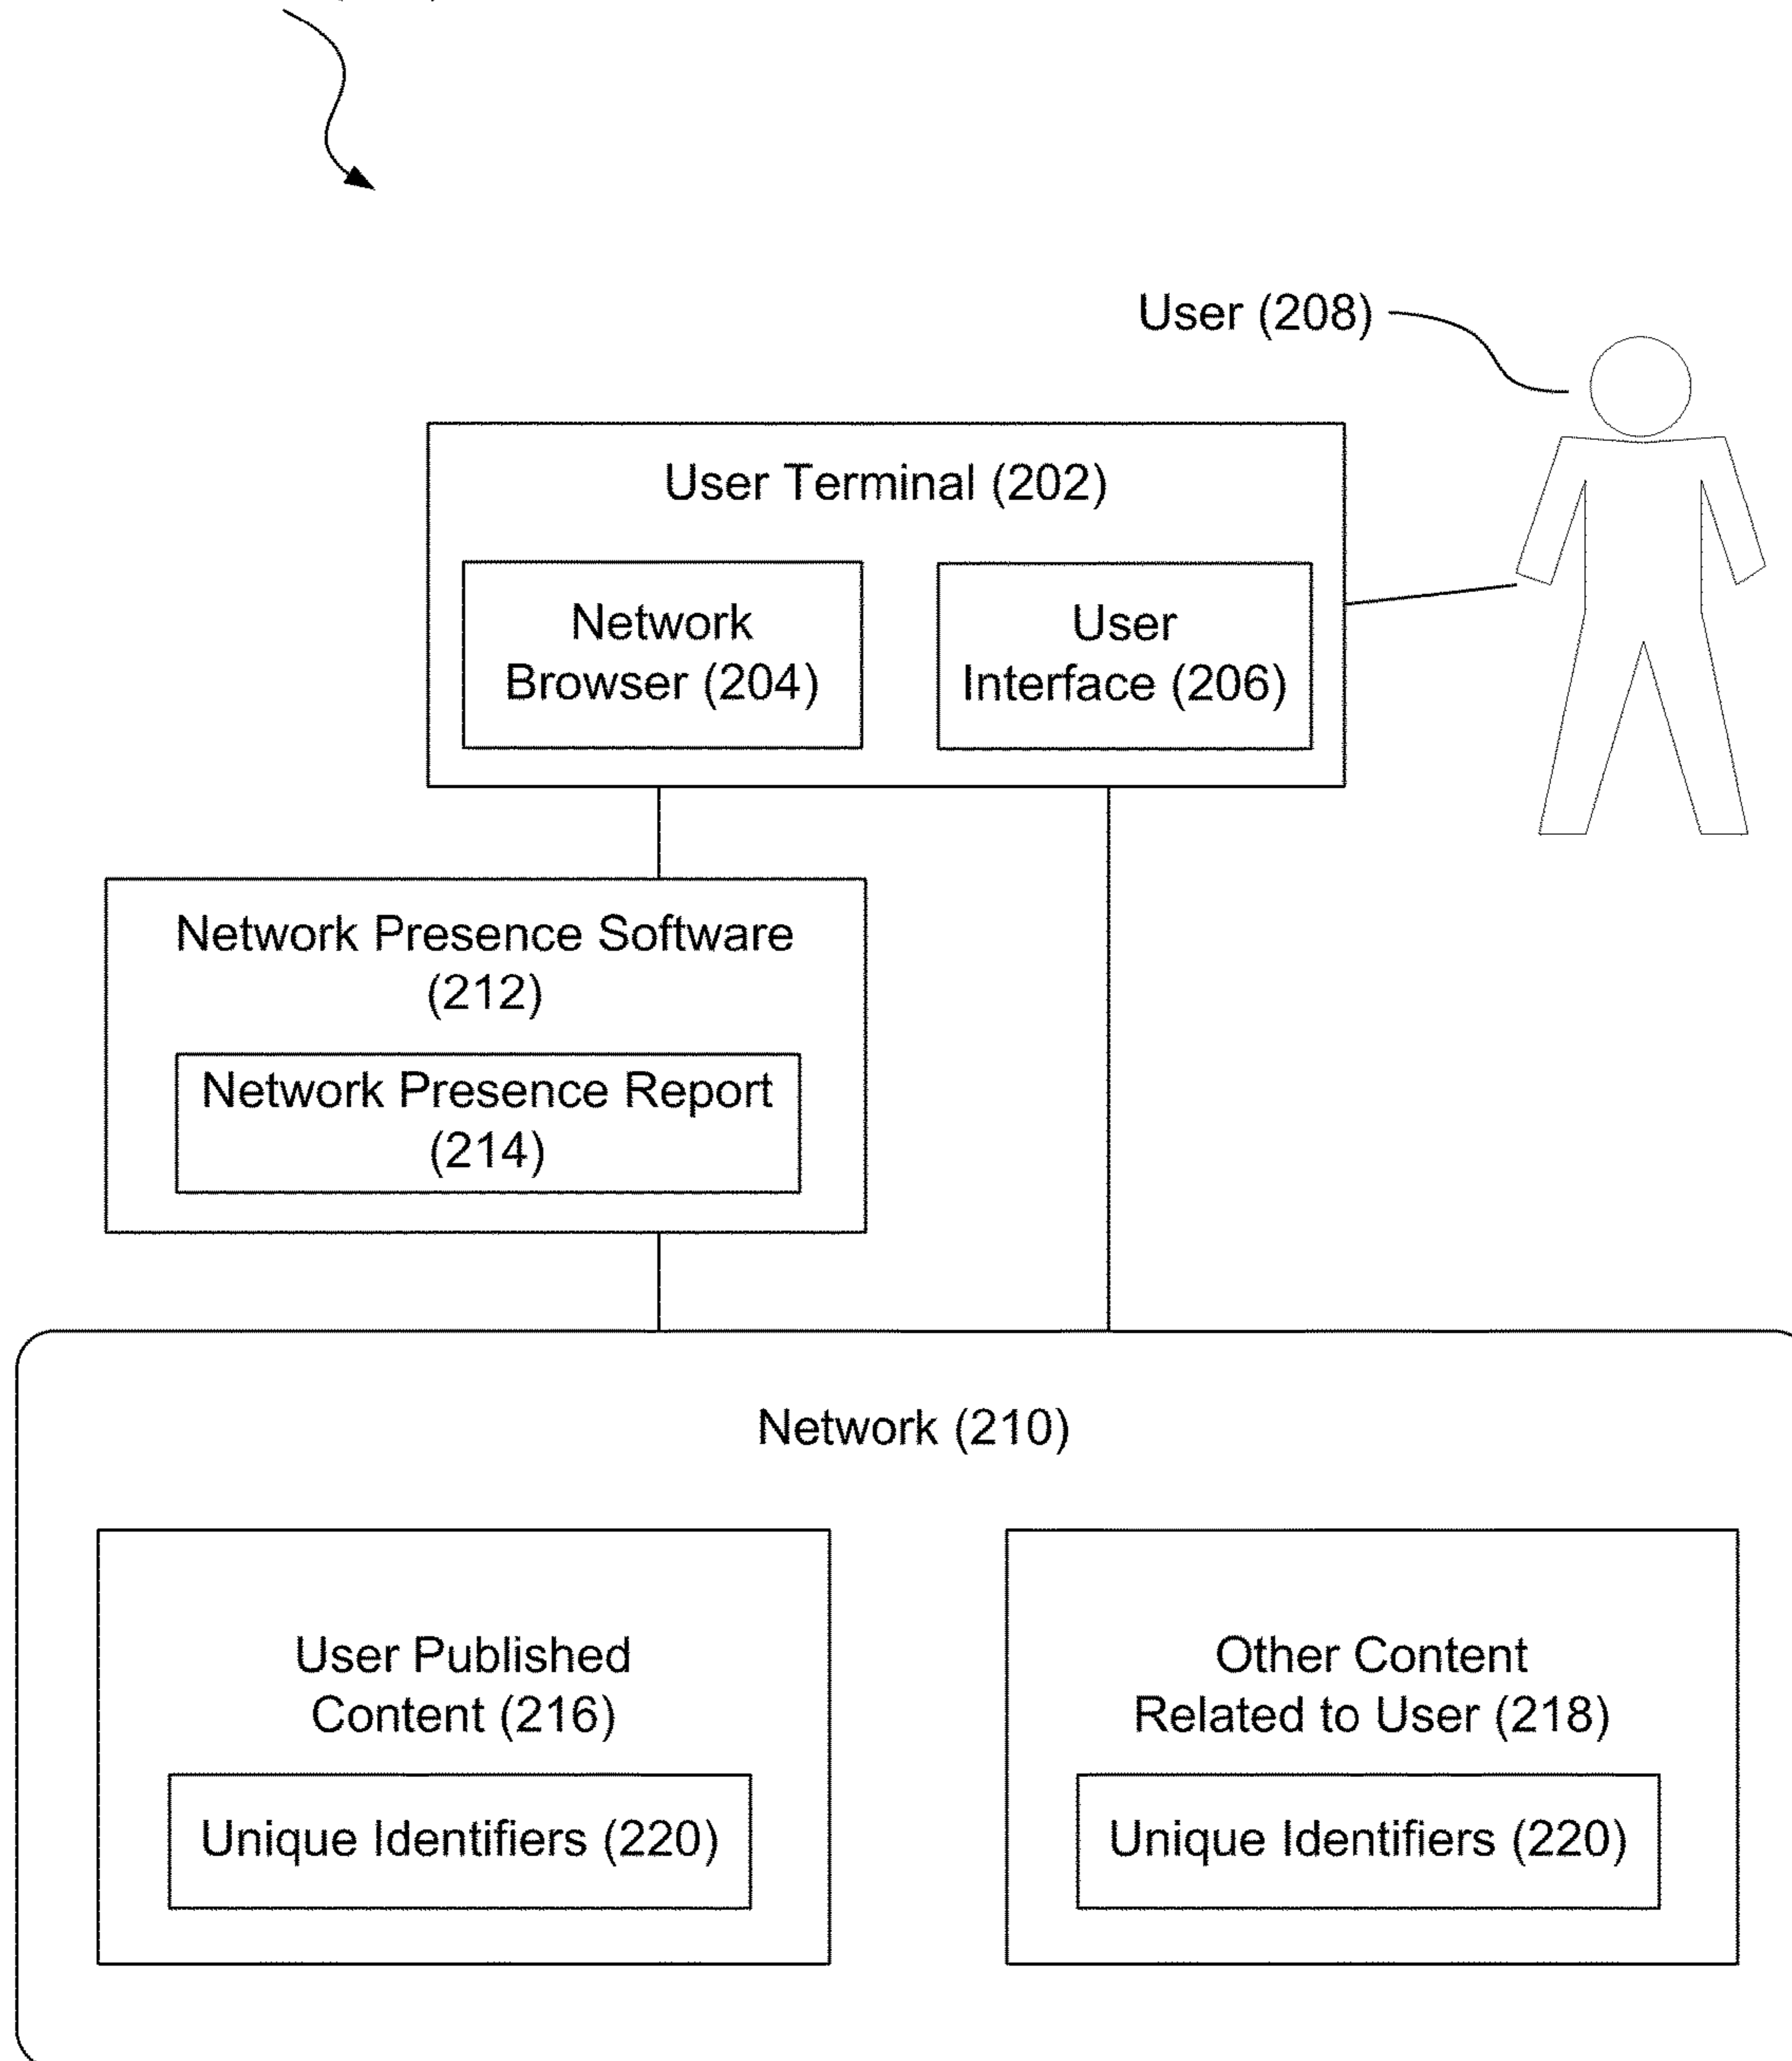 User (208)
User Terminal (202)
Network
Browser (204)
User
Interface (206)
Network Presence Software
(212)
Network Presence Report
(214)
Network (210)
User Published
Content (216)
Unique Identifiers (220)
Other Content
Related to User (218)
Unique Identifiers (220)